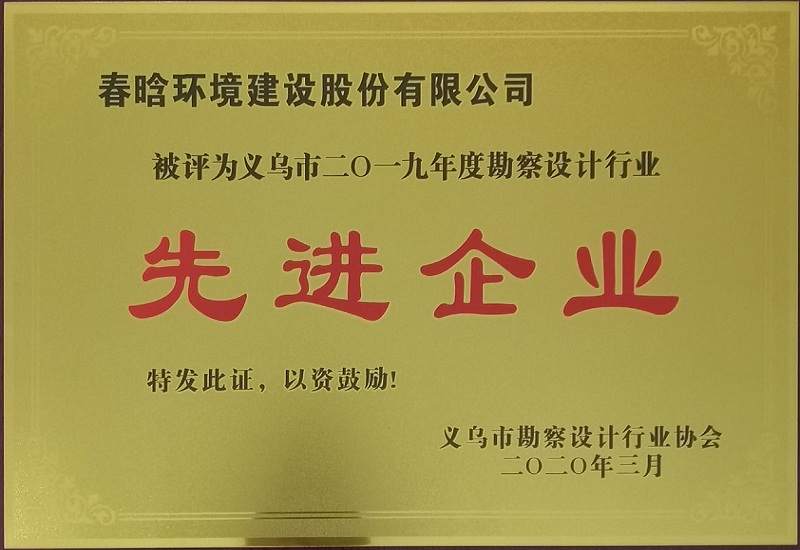 春晗环境建设股份有限公司
被评为义乌市二〇一九年度勘察设计行业
先进企业
特发此证，以资鼓励!
义乌市勘察设计行业协会
二〇二〇年三月